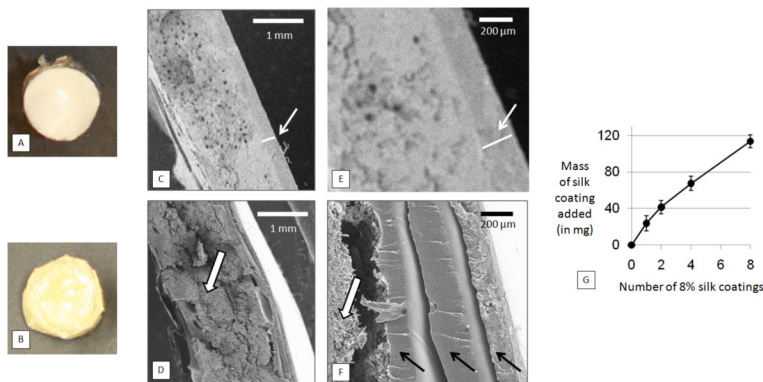 A
B
1 mm
C
200 µm
E
1 mm
D
200 µm
F
Mass
of silk
coating
added
(in mg)
120
80
40
0
0 2 4 6 8
G
Number of 8% silk coatings